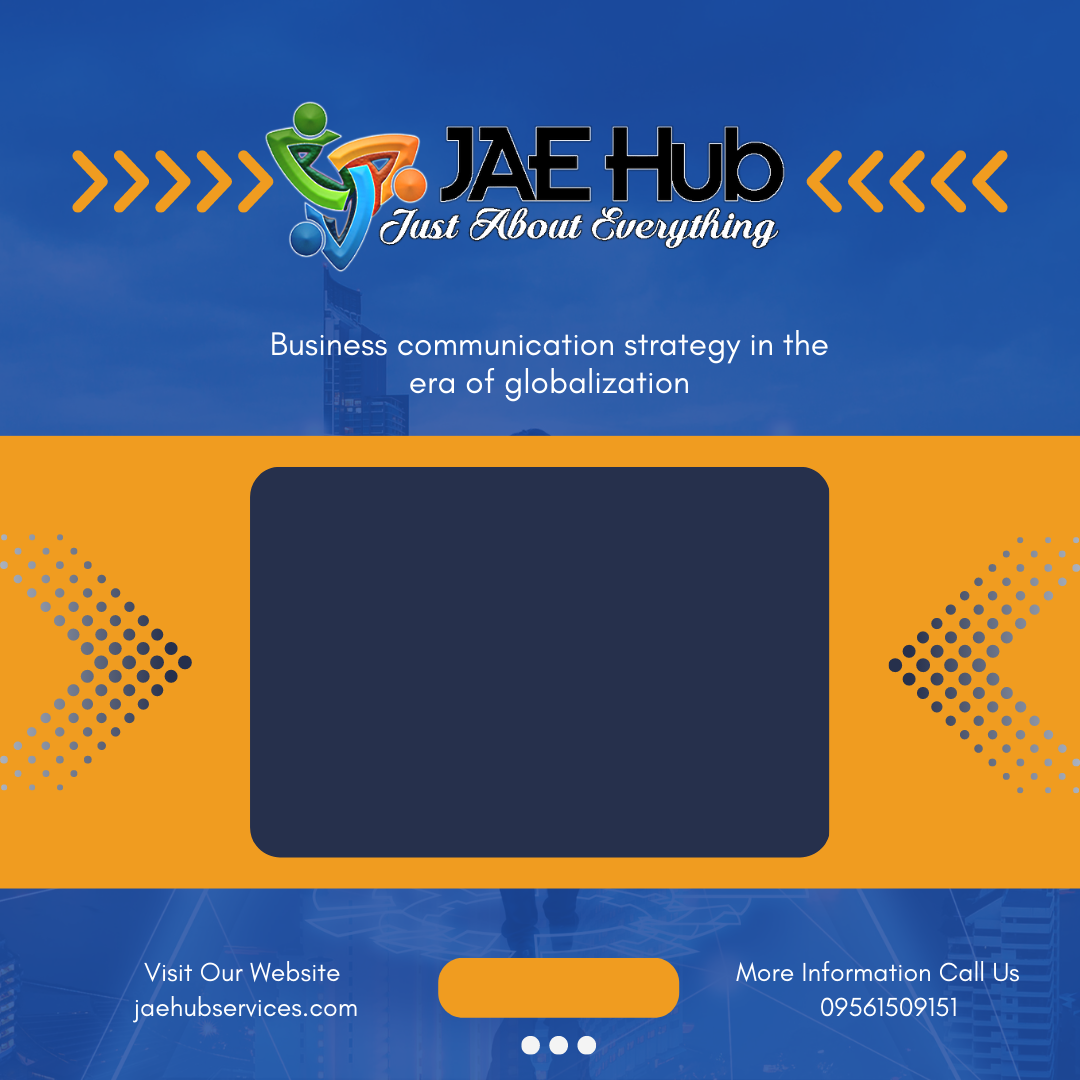 JAE Hub
Just About Everything
Business communication strategy in the
era of globalization
Visit Our Website
jaehubservices.com
More Information Call Us
09561509151